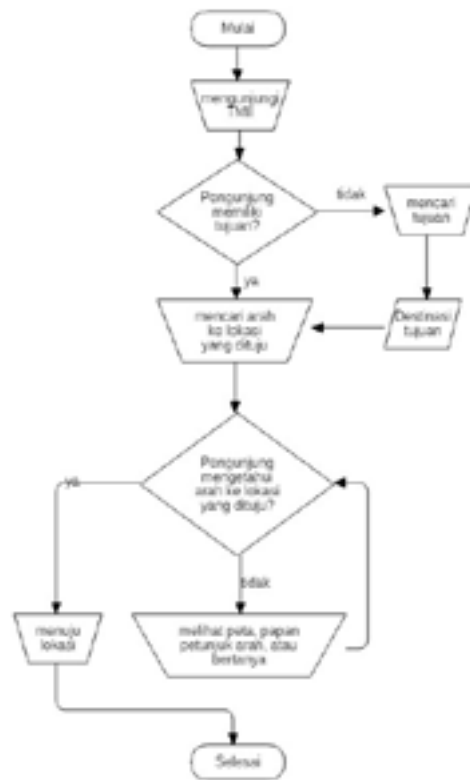 Mulai
mengunjungi
TMII
Pengunjung
memiliki
tujuan?
tidak
mencari
tujuan
ya
Destinasi
tujuan
mencari arah
ke lokasi
yang dituju
Pengunjung
mengetahui
arah ke lokasi
yang dituju?
ya
tidak
menuju
lokasi
melihat peta, papan
petunjuk arah, atau
bertanya
Selesai